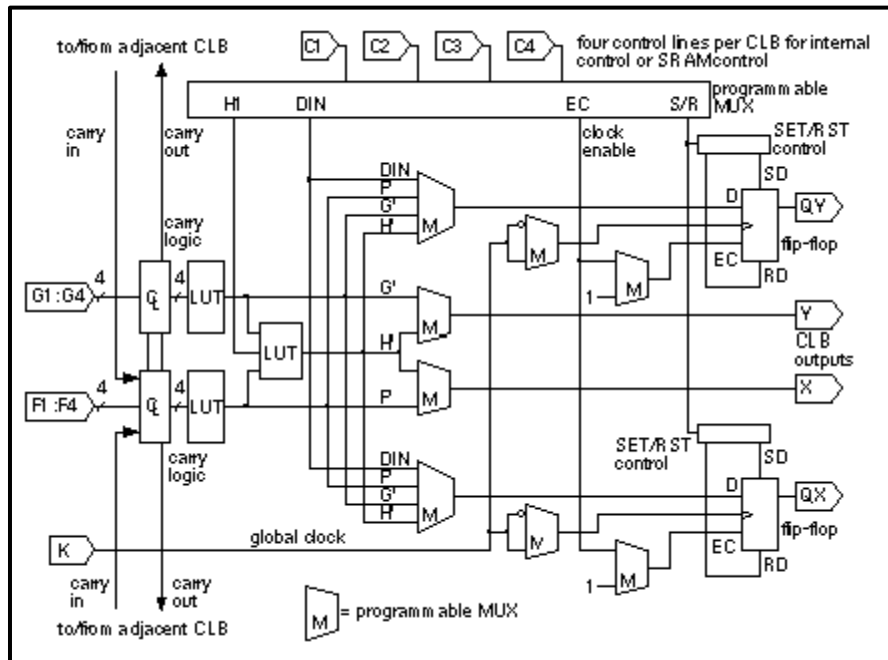 to/from adjacent CLB
C1 C2 C3 C4
four control lines per CLB for internal
control or SRAMcontrol
H1 DIN EC S/R
programmable
MUX
carry
in
carry
out
clock
enable
SET/RST
control
DIN
P
G'
H'
M
D
SD
QY
carry
logic
M
EC
flip-flop
RD
G1:G4
4
CL
4
LUT
G'
M
1
M
Y
LUT
H'
CLB
outputs
4
4
F1:F4
CL
LUT
P
M
X
carry
logic
SET/RST
control
SD
DIN
P
G'
H'
M
D
QX
K
global clock
M
EC
flip-flop
RD
1
M
carry
in
carry
out
to/from adjacent CLB
M
= programmable MUX